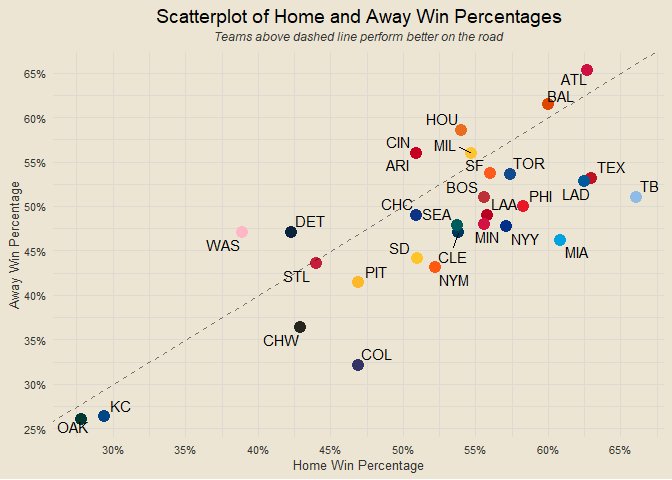 Scatterplot of Home and Away Win Percentages
Teams above dashed line perform better on the road
65%
ATL
60%
BAL
HOU
CIN
MIL
55%
ARI
SF
TOR
TEX
BOS
LAD
TB
50%
CHC
SEA
LAA
PHI
DET
WAS
MIN
NYY
45%
SD
CLE
MIA
STL
PIT
NYM
40%
CHW
35%
COL
30%
KC
OAK
25%
30%
35%
40%
45%
50%
55%
60%
65%
Home Win Percentage
Away Win Percentage